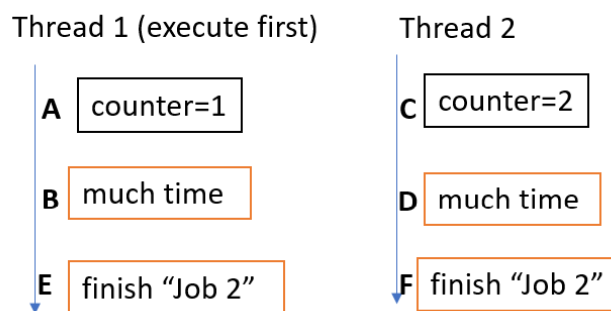 Thread 1 (execute first)
Thread 2
A counter=1
C counter=2
B much time
D much time
E finish “Job 2”
F finish “Job 2”